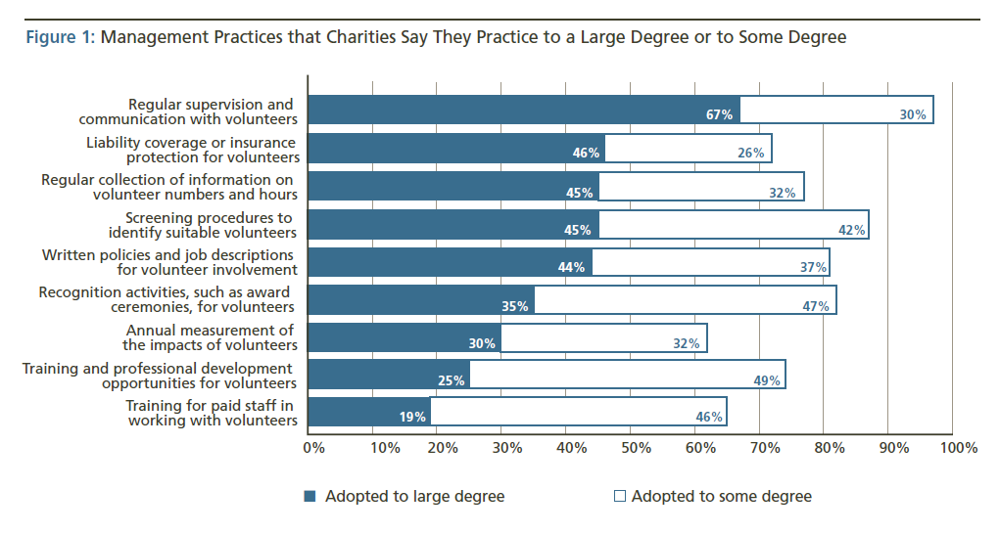 Figure 1: Management Practices that Charities Say They Practice to a Large Degree or to Some Degree
Regular supervision and
communication with volunteers
67%
30%
Liability coverage or insurance
protection for volunteers
46%
26%
Regular collection of information on
volunteer numbers and hours
45%
32%
Screening procedures to
identify suitable volunteers
45%
42%
Written policies and job descriptions
for volunteer involvement
44%
37%
Recognition activities, such as award
ceremonies, for volunteers
35%
47%
Annual measurement of
the impacts of volunteers
30%
32%
Training and professional development
opportunities for volunteers
25%
49%
Training for paid staff in
working with volunteers
19%
46%
0% 10% 20% 30% 40% 50% 60% 70% 80% 90% 100%
Adopted to large degree
Adopted to some degree